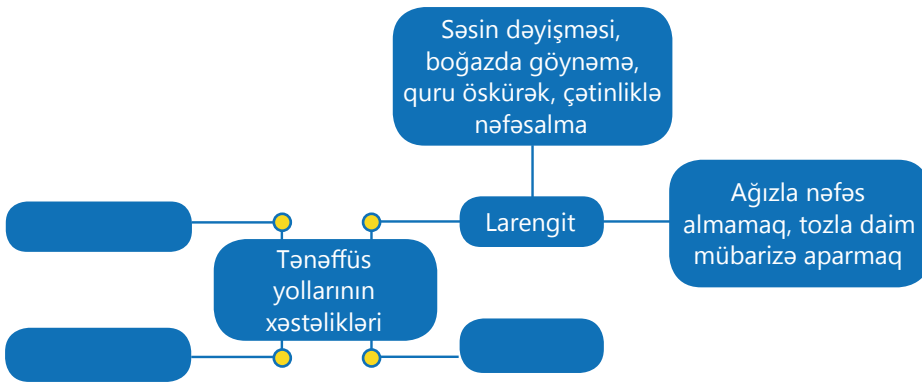 Səsin dəyişməsi,
boğazda göynəmə,
quru öskürək, çətinliklə
nəfəsalma
Larengit
Ağızla nəfəs
almamaq, tozla daim
mübarizə aparmaq
Tənəffüs
yollarının
xəstəlikləri